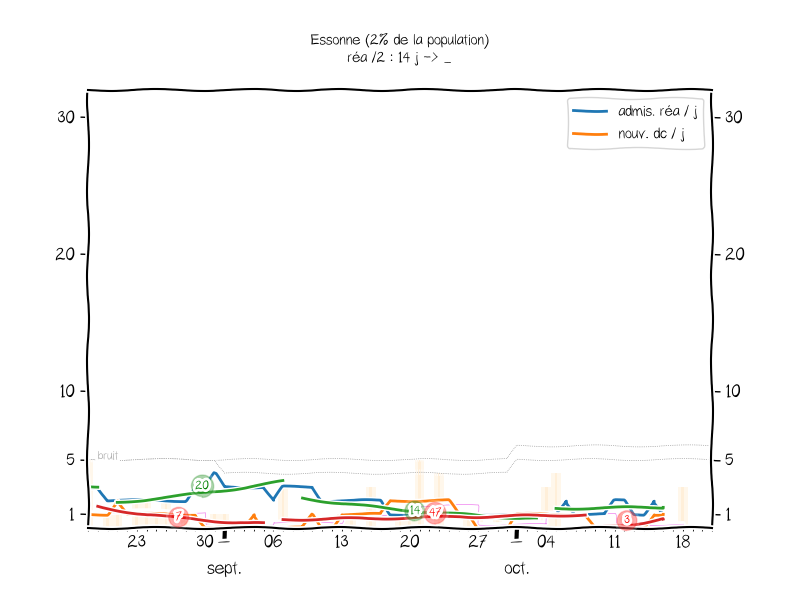 Essonne (2% de la population)
réa /2 : 14 j -> _
admis. réa / j
nouv. dc / j
30
30
20
20
10
10
bruit
5
5
20
14
47
7
3
1
1
23 30 06 13 20 27 04 11 18
sept. oct.